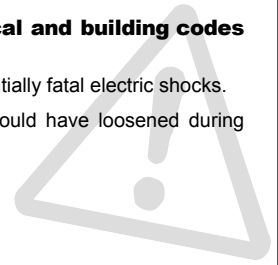 cal and building codes
tially fatal electric shocks.
ould have loosened during